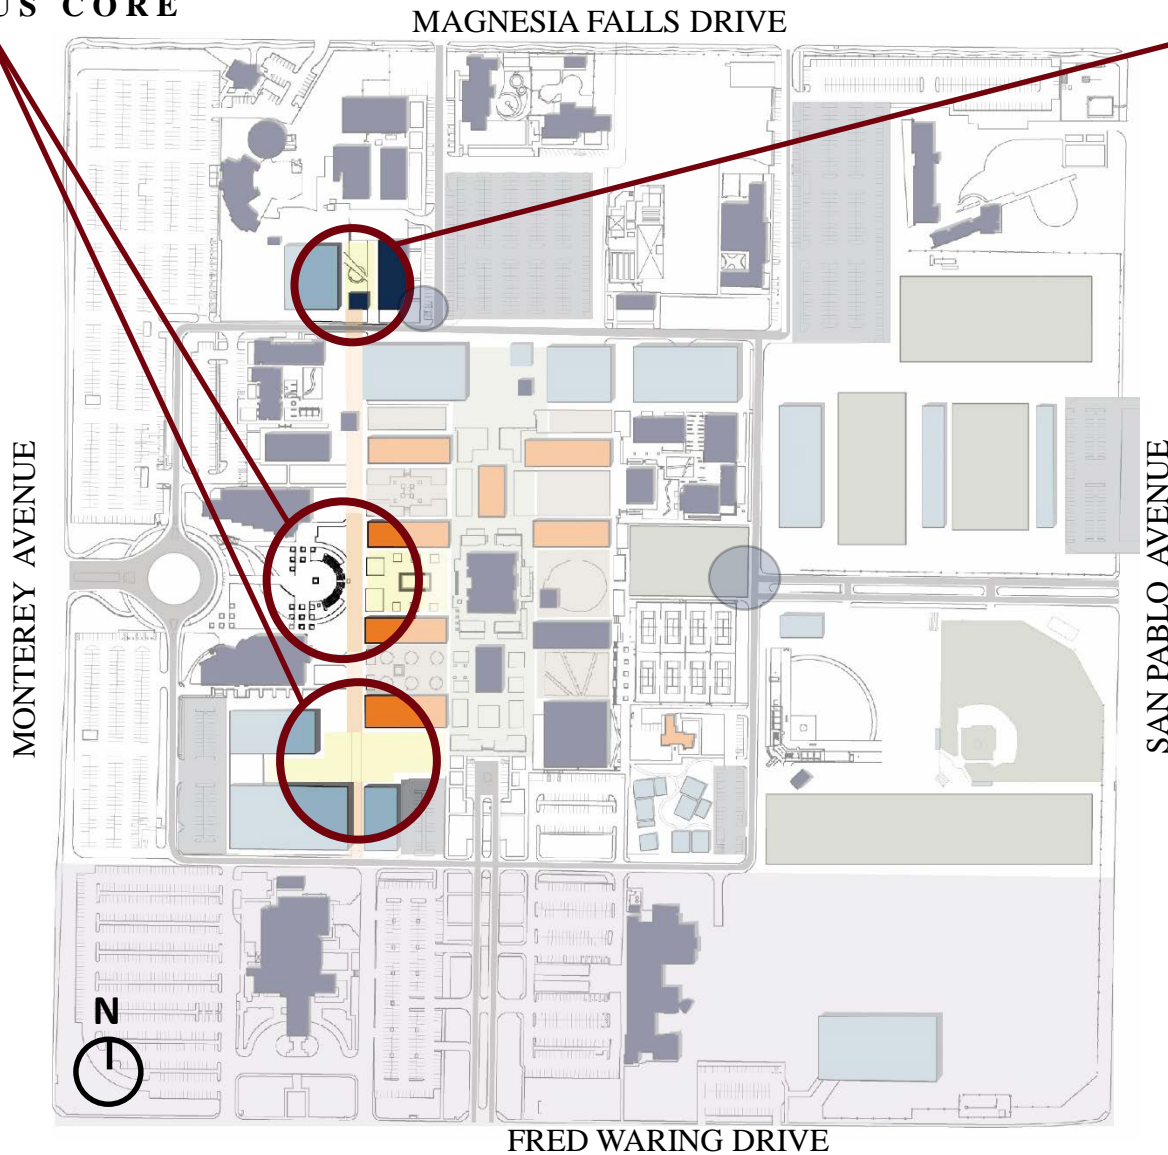 US CORE
MAGNESIA FALLS DRIVE
MONTEREY AVENUE
SAN PABLO AVENUE
N
FRED WARING DRIVE